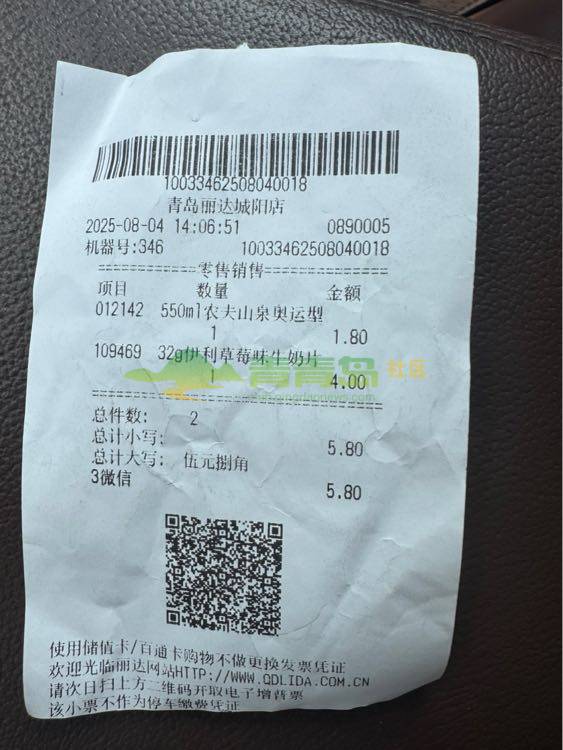 10033462508040018
青岛丽达城阳店
2025-08-04 14:06:51 0890005
机器号:346 10033462508040018
==========零售销售==========
项目 数量 金额
012142 550ml农夫山泉奥运型
1 1.80
109469 32g伊利草莓味牛奶片
1 4.00
青青岛 社区
总件数: 2
总计小写: 5.80
总计大写: 伍元捌角
3微信 5.80
使用储值卡/百通卡购物不做更换发票凭证
欢迎光临丽达网站HTTP://WWW.QDLIDA.COM.CN
请次日扫上方二维码开取电子增普票
该小票不作为停车缴费凭证